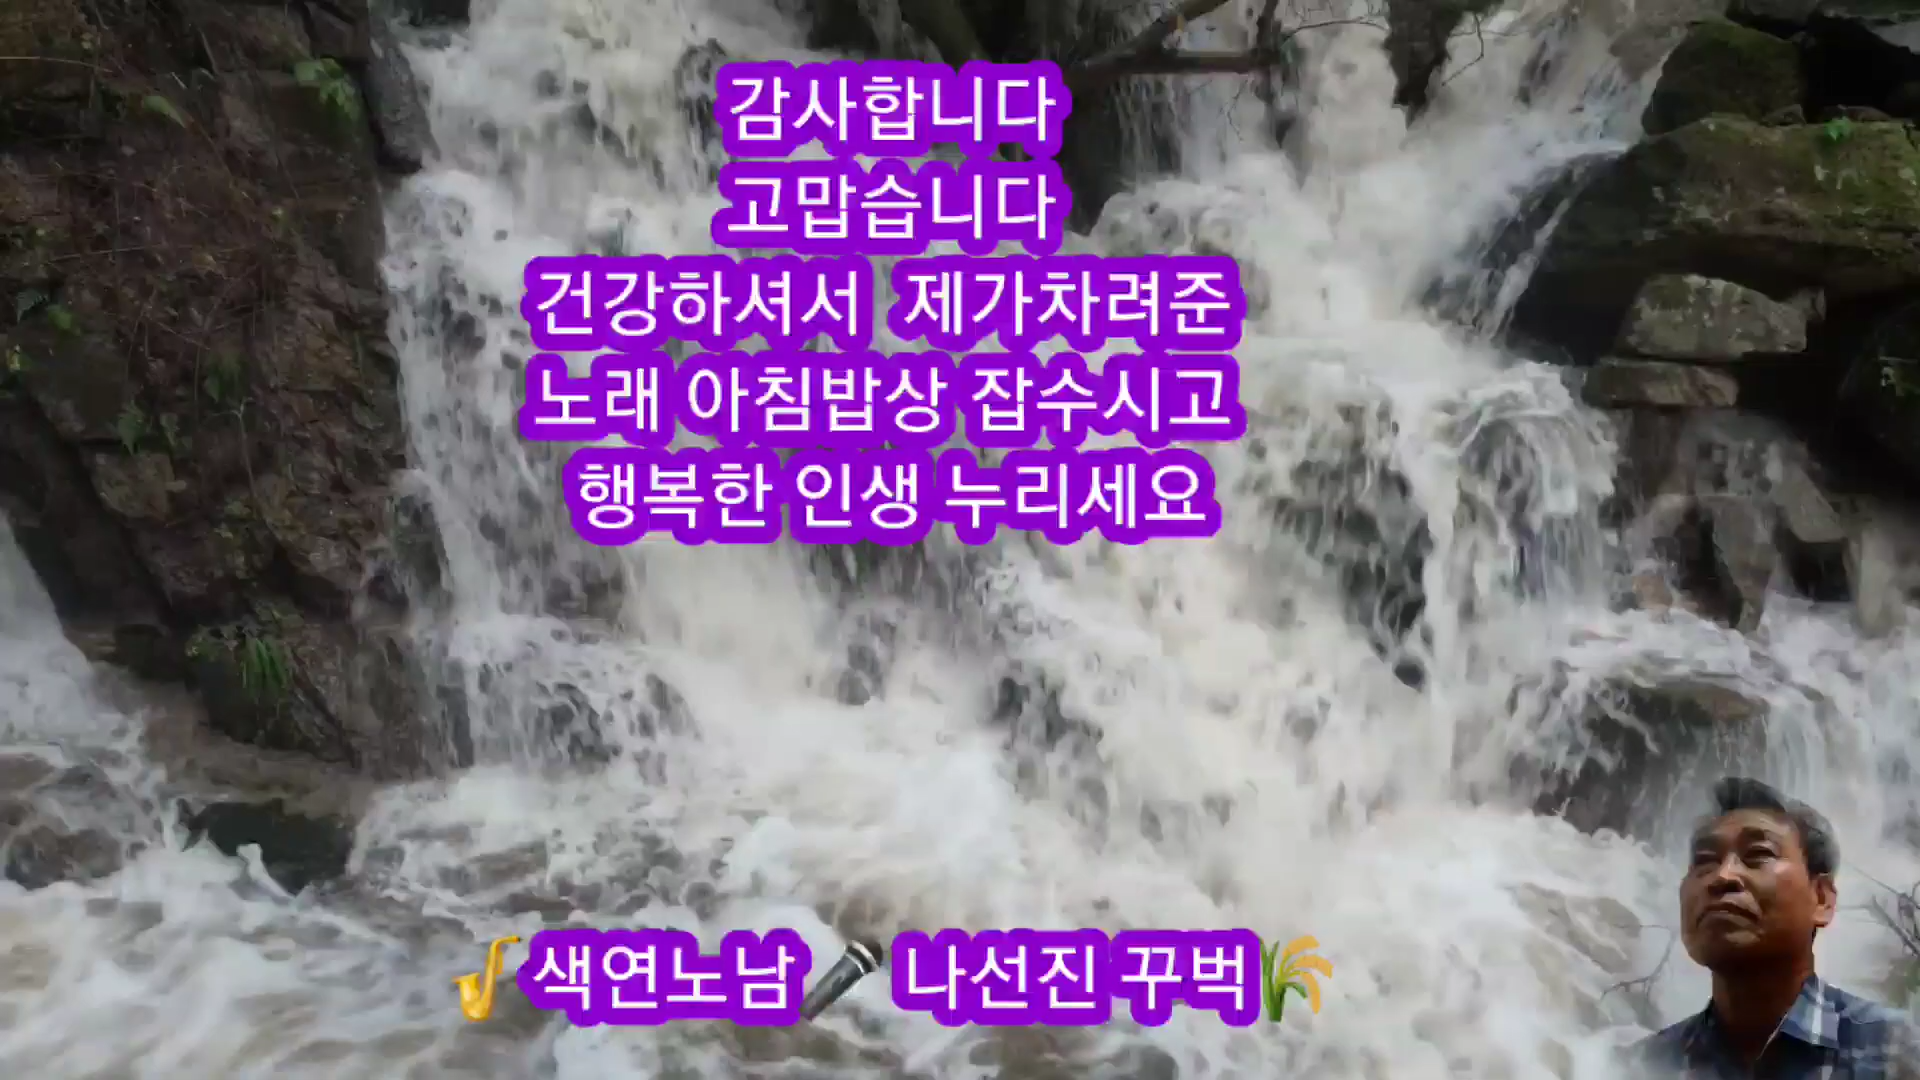 감사합니다
고맙습니다
건강하셔서 제가차려준
노래 아침밥상 잡수시고
행복한 인생 누리세요
🎷색연노남🎤 나선진 꾸벅🌾